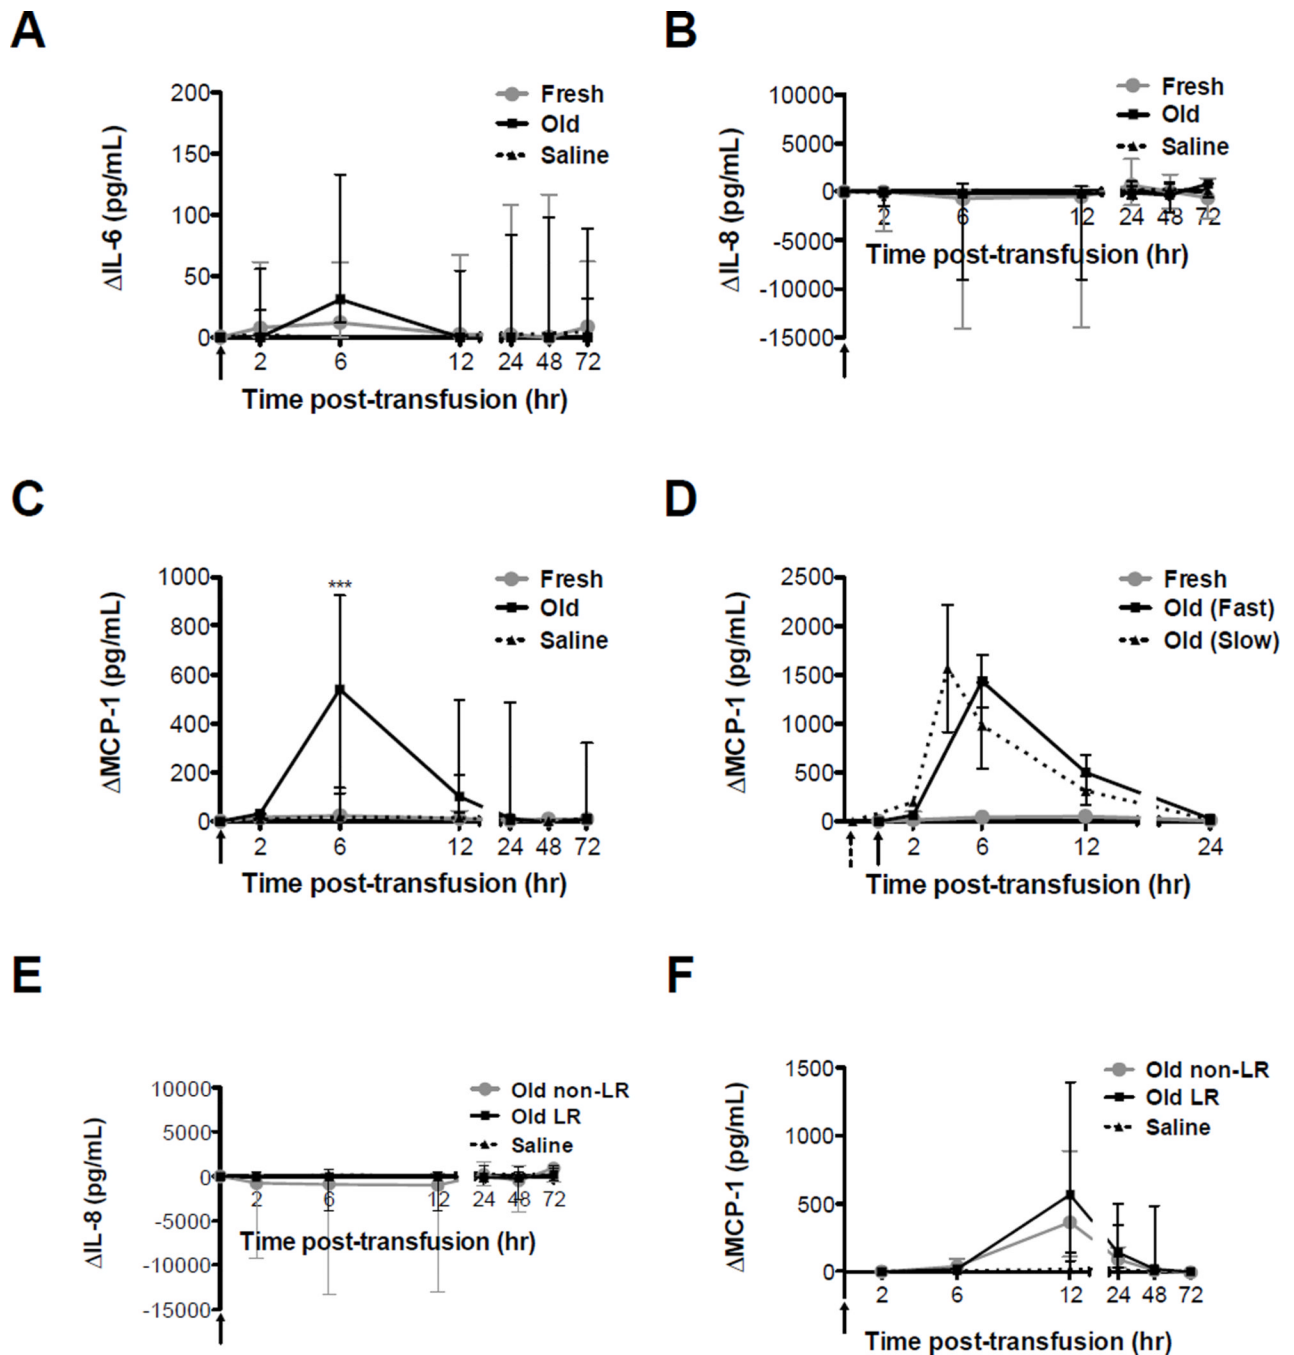 A
ΔIL-6 (pg/mL)
200
150
100
50
0
Fresh
Old
Saline
2 6 12 24 48 72
Time post-transfusion (hr)
B
ΔIL-8 (pg/mL)
10000
5000
0
-5000
-10000
-15000
Fresh
Old
Saline
2 6 12 24 48 72
Time post-transfusion (hr)
C
ΔMCP-1 (pg/mL)
1000
800
600
400
200
0
***
Fresh
Old
Saline
2 6 12 24 48 72
Time post-transfusion (hr)
D
ΔMCP-1 (pg/mL)
2500
2000
1500
1000
500
0
Fresh
Old (Fast)
Old (Slow)
2 6 12 24
Time post-transfusion (hr)
E
ΔIL-8 (pg/mL)
10000
5000
0
-5000
-10000
-15000
Old non-LR
Old LR
Saline
2 6 12 24 48 72
Time post-transfusion (hr)
F
ΔMCP-1 (pg/mL)
1500
1000
500
0
Old non-LR
Old LR
Saline
2 6 12 24 48 72
Time post-transfusion (hr)